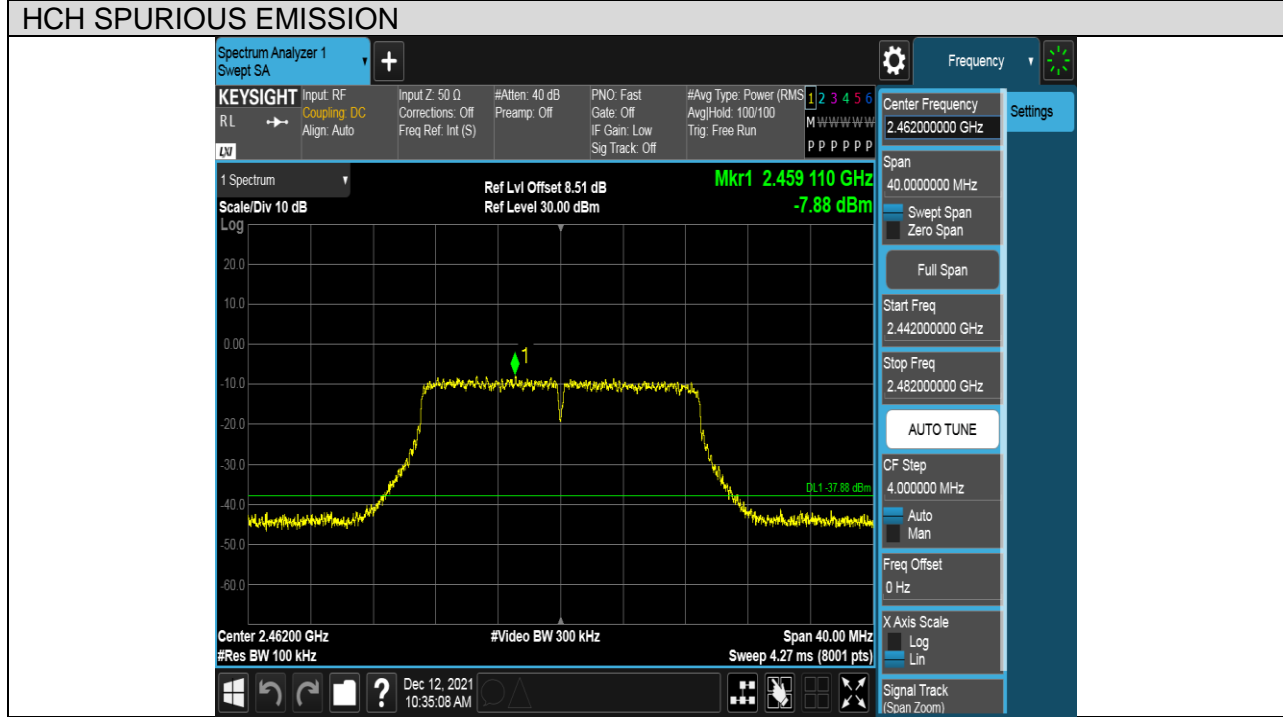 HCH SPURIOUS EMISSION
Spectrum Analyzer 1
Swept SA
+
Frequency
KEYSIGHT
RL
LXI
Input: RF
Coupling: DC
Align: Auto
Input Z: 50 Ω
Corrections: Off
Freq Ref: Int (S)
#Atten: 40 dB
Preamp: Off
PNO: Fast
Gate: Off
IF Gain: Low
Sig Track: Off
#Avg Type: Power (RMS
Avg|Hold: 100/100
Trig: Free Run
1 2 3 4 5 6
M W W W W W
P P P P P P
1 Spectrum
Scale/Div 10 dB
Log
Ref Lvl Offset 8.51 dB
Ref Level 30.00 dBm
Mkr1 2.459 110 GHz
-7.88 dBm
20.0
10.0
0.00
-10.0
-20.0
-30.0
-40.0
-50.0
-60.0
1
DL1 -37.88 dBm
Center 2.46200 GHz
#Res BW 100 kHz
#Video BW 300 kHz
Span 40.00 MHz
Sweep 4.27 ms (8001 pts)
Center Frequency
2.462000000 GHz
Settings
Span
40.0000000 MHz
Swept Span
Zero Span
Full Span
Start Freq
2.442000000 GHz
Stop Freq
2.482000000 GHz
AUTO TUNE
CF Step
4.000000 MHz
Auto
Man
Freq Offset
0 Hz
X Axis Scale
Log
Lin
Signal Track
(Span Zoom)
?
Dec 12, 2021
10:35:08 AM